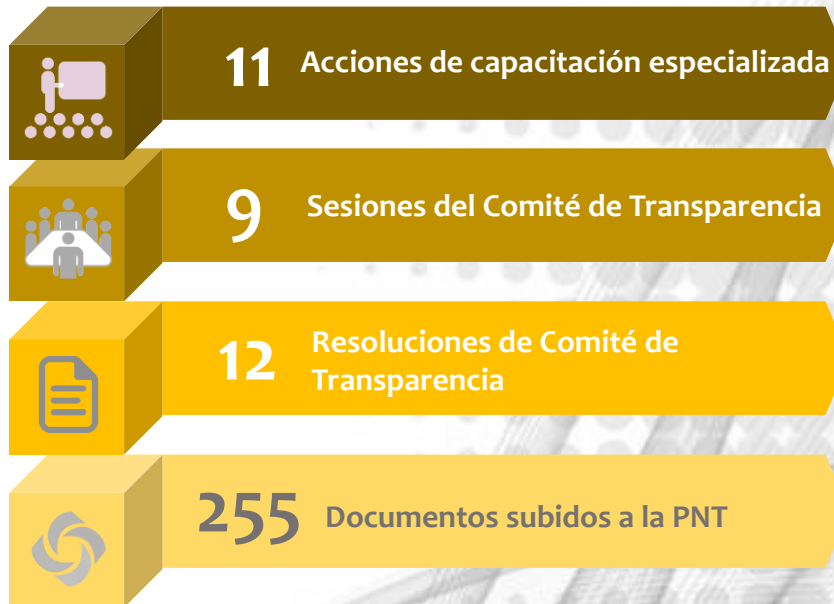 11 Acciones de capacitación especializada
9 Sesiones del Comité de Transparencia
12 Resoluciones de Comité de
Transparencia
255 Documentos subidos a la PNT